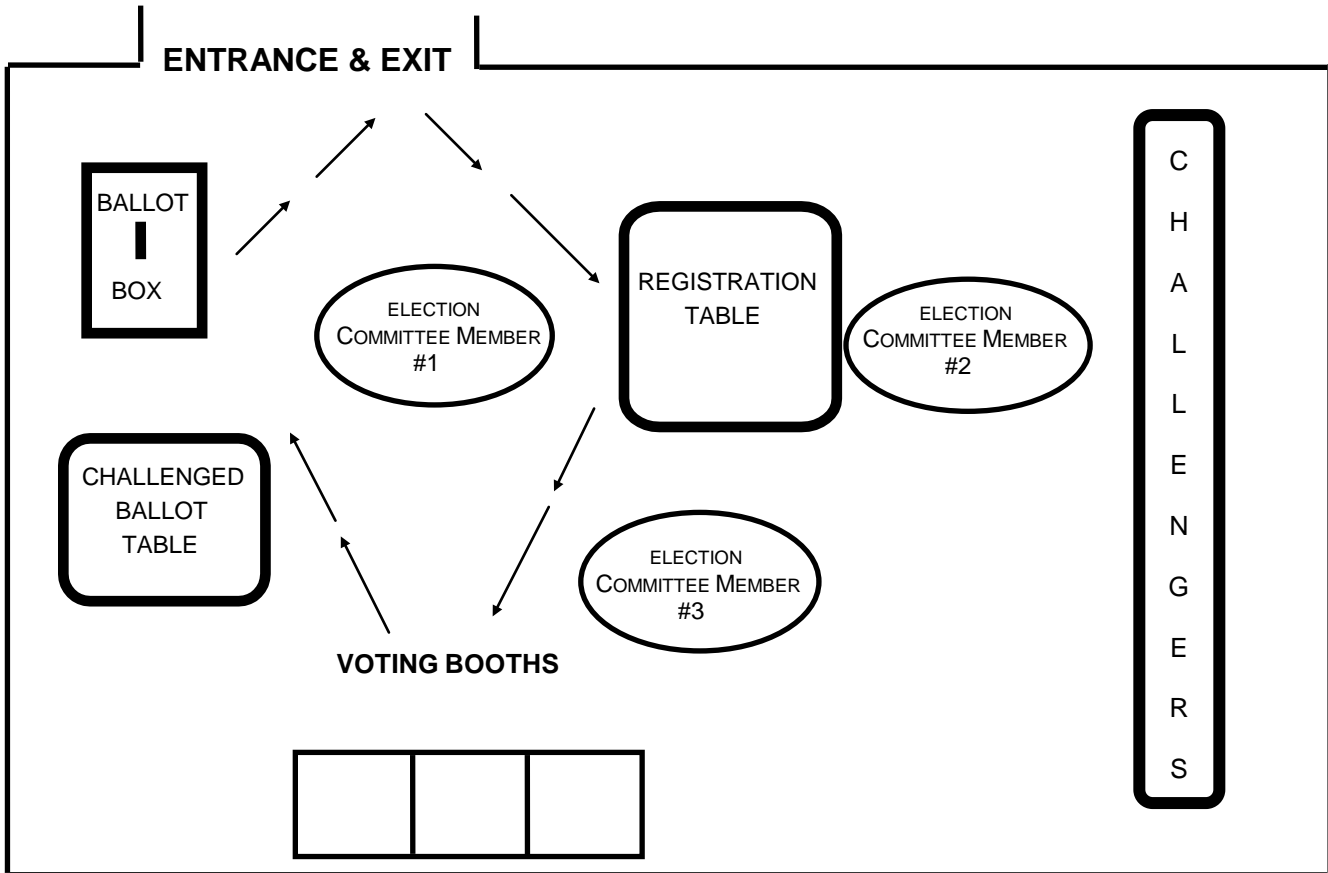 ENTRANCE & EXIT
BALLOT
BOX
REGISTRATION
TABLE
ELECTION
COMMITTEE MEMBER
#1
ELECTION
COMMITTEE MEMBER
#2
CHALLENGED
BALLOT
TABLE
ELECTION
COMMITTEE MEMBER
#3
VOTING BOOTHS
C
H
A
L
L
E
N
G
E
R
S